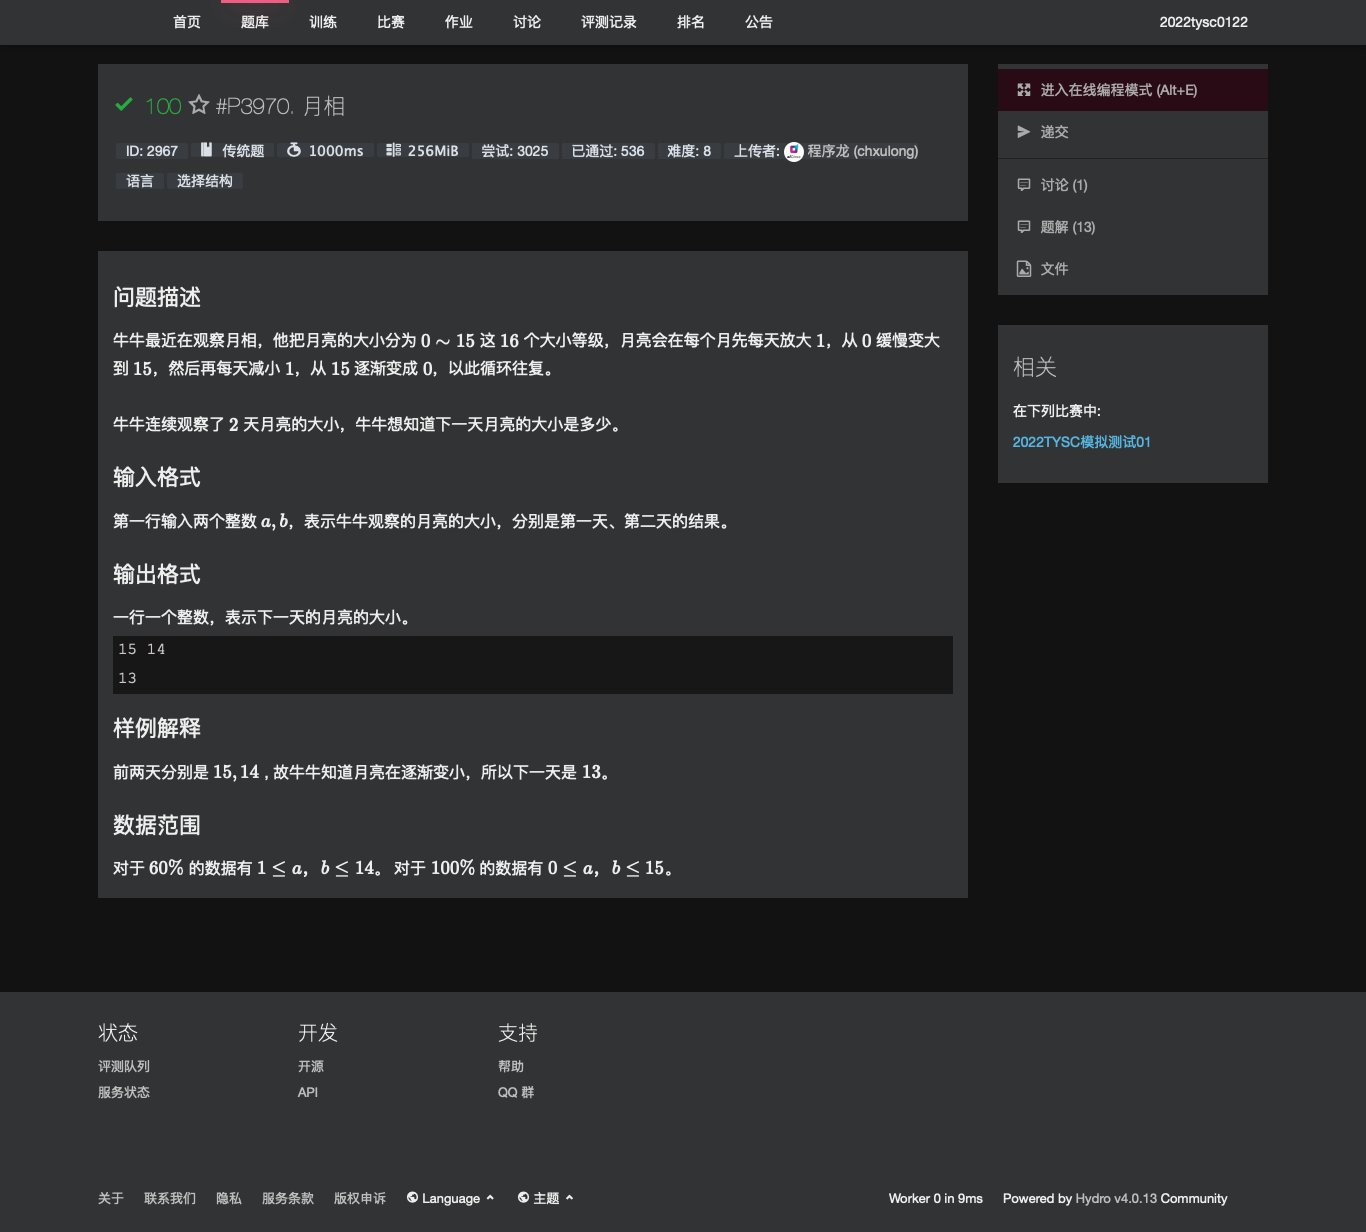 首页 题库 训练 比赛 作业 讨论 评测记录 排名 公告 2022tysc0122
100 #P3970. 月相
ID: 2967 传统题 1000ms 256MiB 尝试: 3025 已通过: 536 难度: 8 上传者: 程序龙 (chxulong)
语言 选择结构
问题描述
牛牛最近在观察月相，他把月亮的大小分为 0 ∼ 15 这 16 个大小等级，月亮会在每个月先每天放大 1，从 0 缓慢变大
到 15，然后再每天减小 1，从 15 逐渐变成 0，以此循环往复。
牛牛连续观察了 2 天月亮的大小，牛牛想知道下一天月亮的大小是多少。
输入格式
第一行输入两个整数 a, b，表示牛牛观察的月亮的大小，分别是第一天、第二天的结果。
输出格式
一行一个整数，表示下一天的月亮的大小。
15 14
13
样例解释
前两天分别是 15, 14 , 故牛牛知道月亮在逐渐变小，所以下一天是 13。
数据范围
对于 60% 的数据有 1 ≤ a， b ≤ 14。 对于 100% 的数据有 0 ≤ a， b ≤ 15。
进入在线编程模式 (Alt+E)
递交
讨论 (1)
题解 (13)
文件
相关
在下列比赛中:
2022TYSC模拟测试01
状态
评测队列
服务状态
开发
开源
API
支持
帮助
QQ 群
关于 联系我们 隐私 服务条款 版权申诉 Language 主题 Worker 0 in 9ms Powered by Hydro v4.0.13 Community